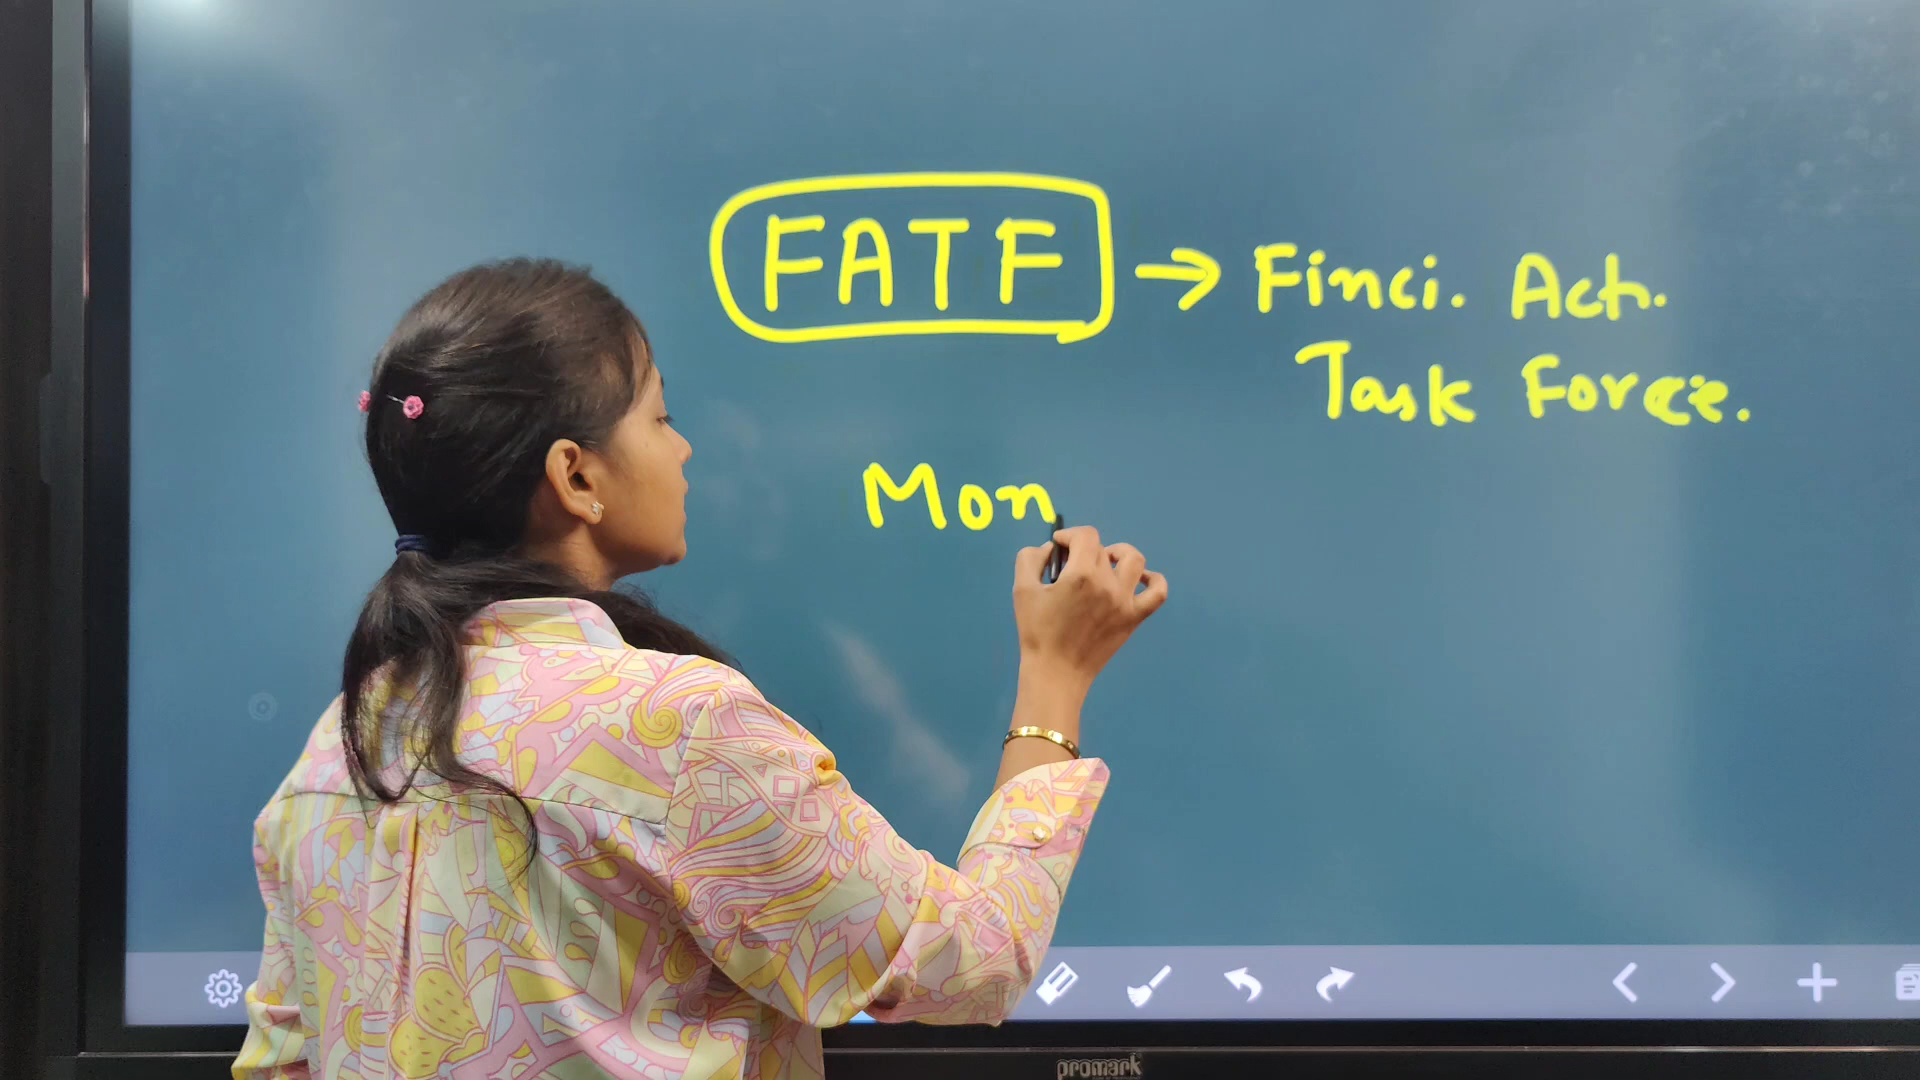 FATF → Finci. Act.
Task Force.
Mon
promark